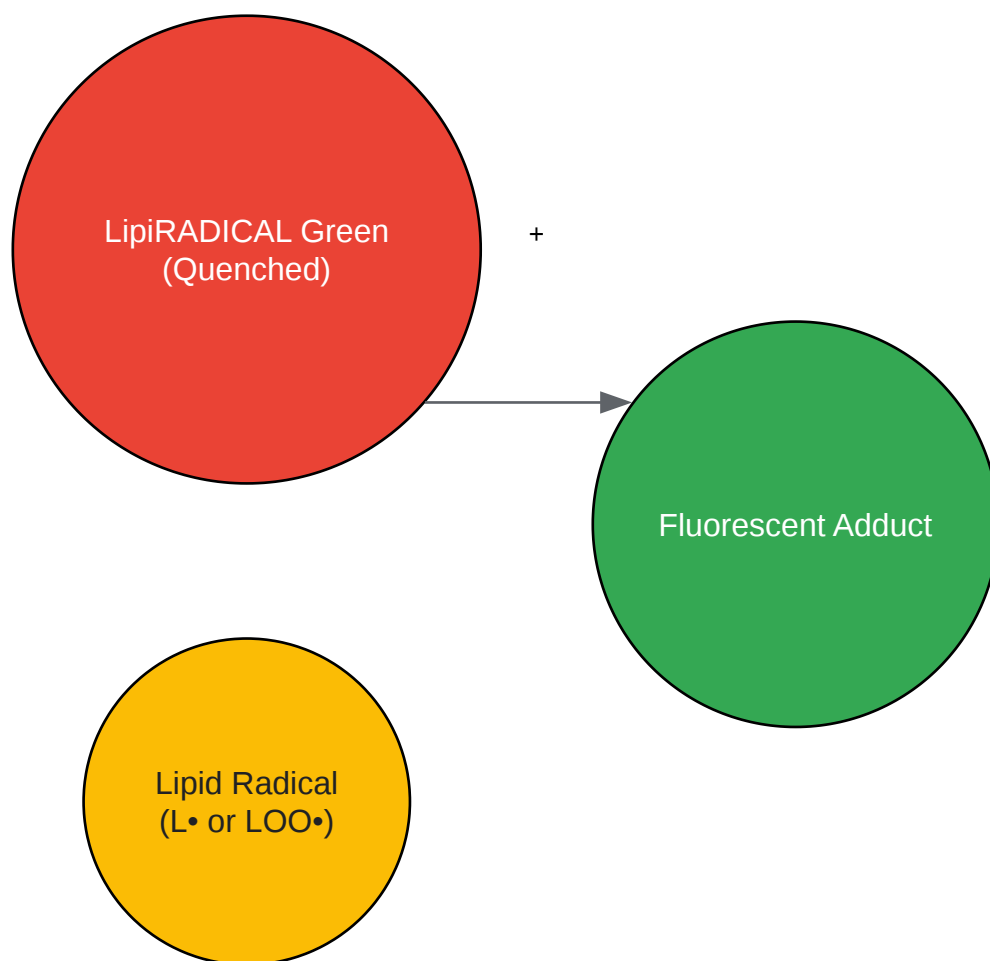 LipiRADICAL Green
(Quenched)
+
Fluorescent Adduct
Lipid Radical
(L• or LOO•)